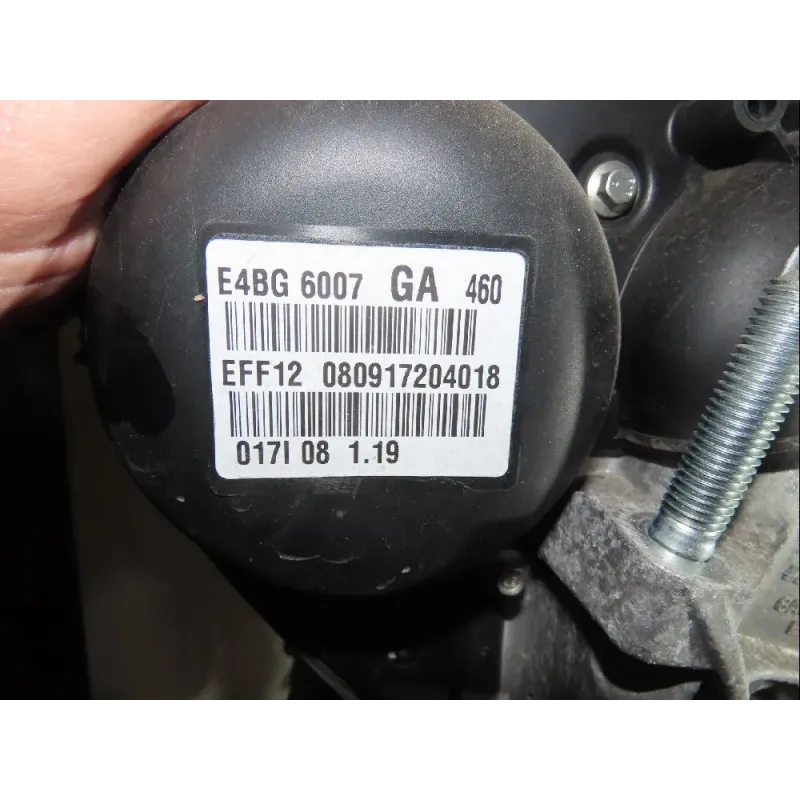 E4BG 6007 GA 460
EFF12 080917204018
017I 08 1.19